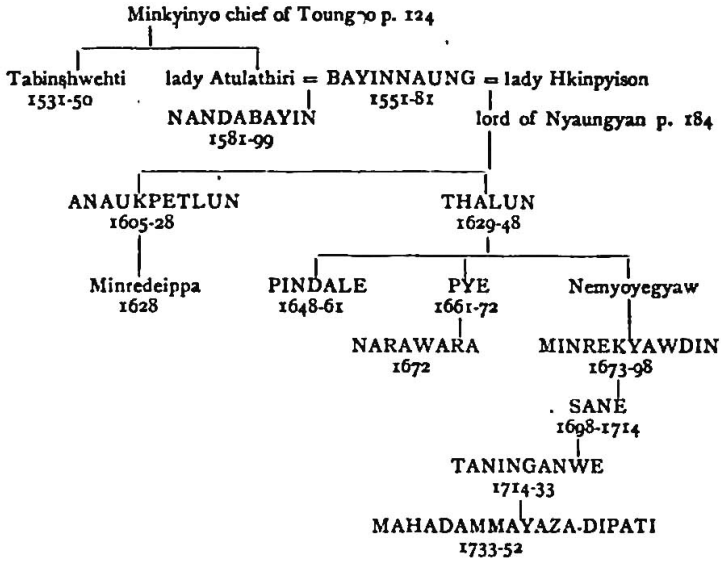 Minkyinyo chief of Toungoo p. 124
Tabinshwehti lady Atulathiri = BAYINNAUNG = lady Hkinpyison
1531-50 1551-81
NANDABAYIN lord of Nyaungyan p. 184
1581-99
ANAUKPETLUN THALUN
1605-28 1629-48
Minredeippa PINDALE PYE Nemyoyegyaw
1628 1648-61 1661-72
NARAWARA MINREKYAWDIN
1672 1673-98
SANE
1698-1714
TANINGANWE
1714-33
MAHADAMMAYAZA-DIPATI
1733-52